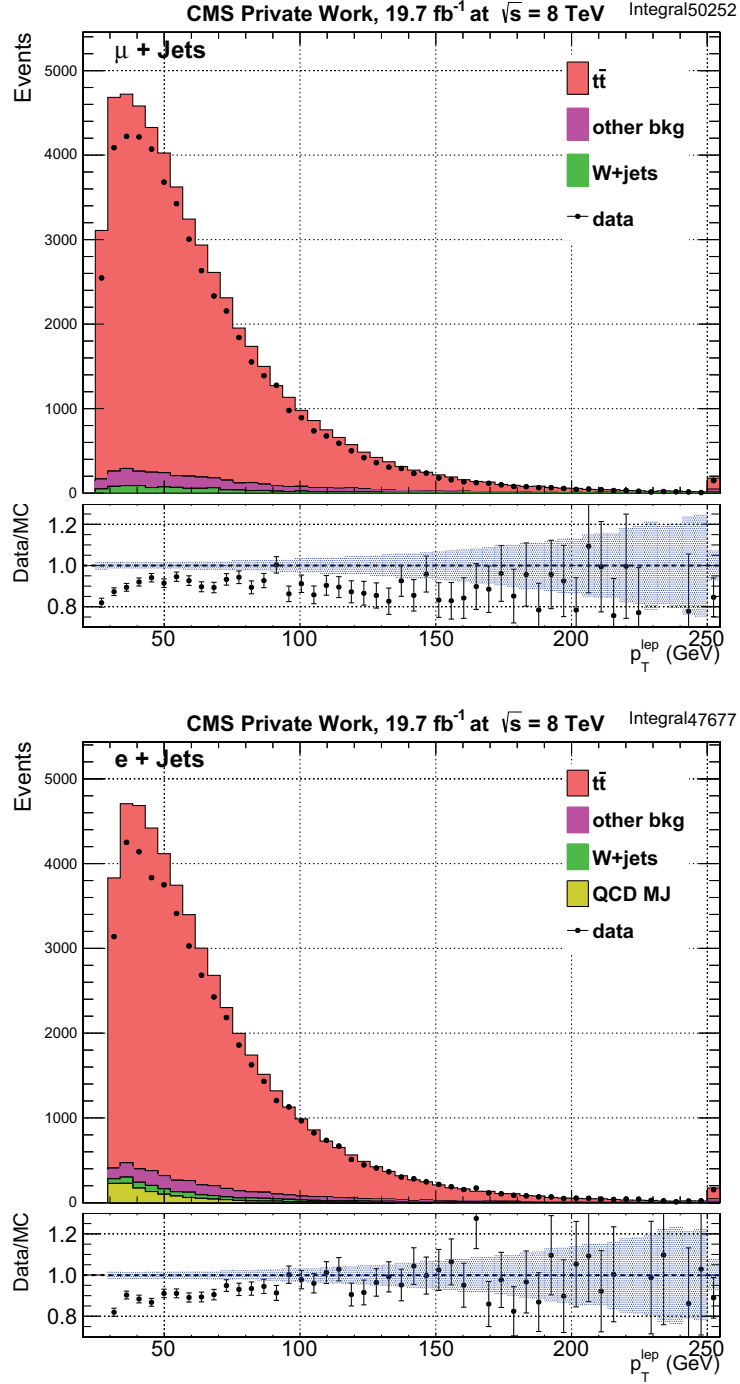 CMS Private Work, 19.7 fb⁻¹ at √s = 8 TeV
Integral50252
μ + Jets
Events
5000
4000
3000
2000
1000
0
tt̄
other bkg
W+jets
data
Data/MC
1.2
1.0
0.8
50 100 150 200 250
p_T^lep (GeV)
CMS Private Work, 19.7 fb⁻¹ at √s = 8 TeV
Integral47677
e + Jets
Events
5000
4000
3000
2000
1000
0
tt̄
other bkg
W+jets
QCD MJ
data
Data/MC
1.2
1.0
0.8
50 100 150 200 250
p_T^lep (GeV)